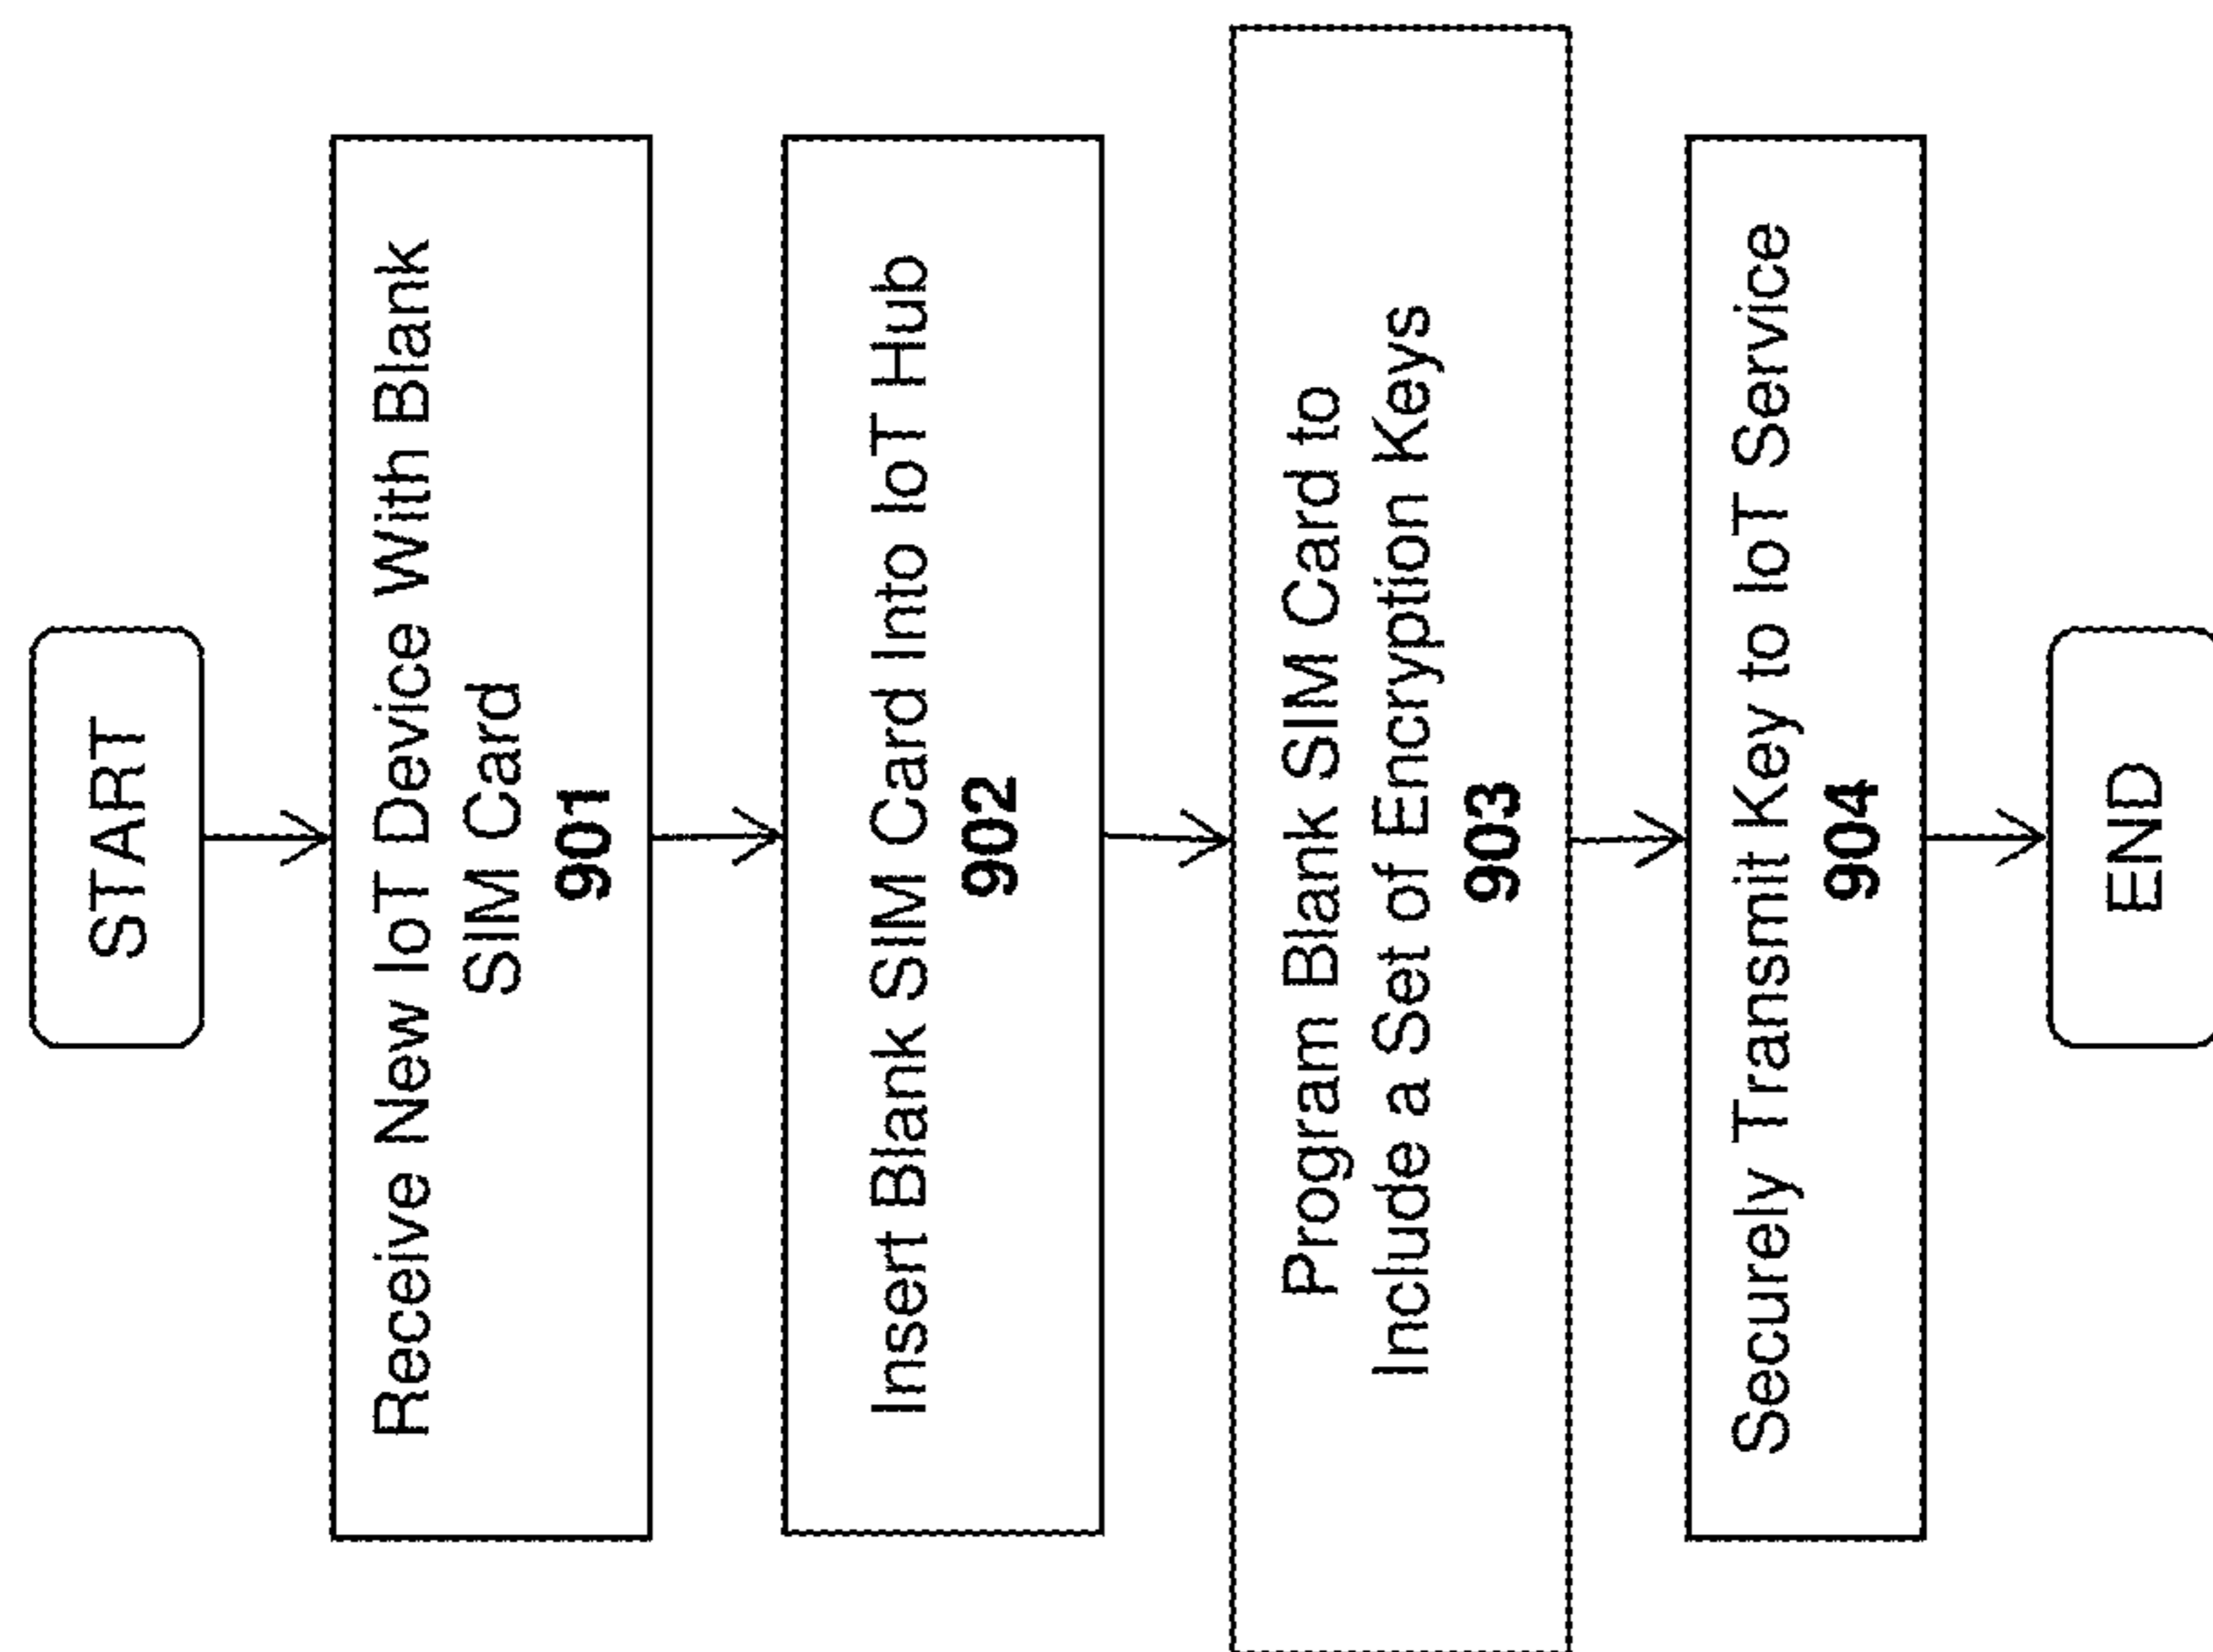 START
Receive New IoT Device With Blank
SIM Card
901
Insert Blank SIM Card Into IoT Hub
902
Program Blank SIM Card to
Include a Set of Encryption Keys
903
Securely Transmit Key to IoT Service
904
END